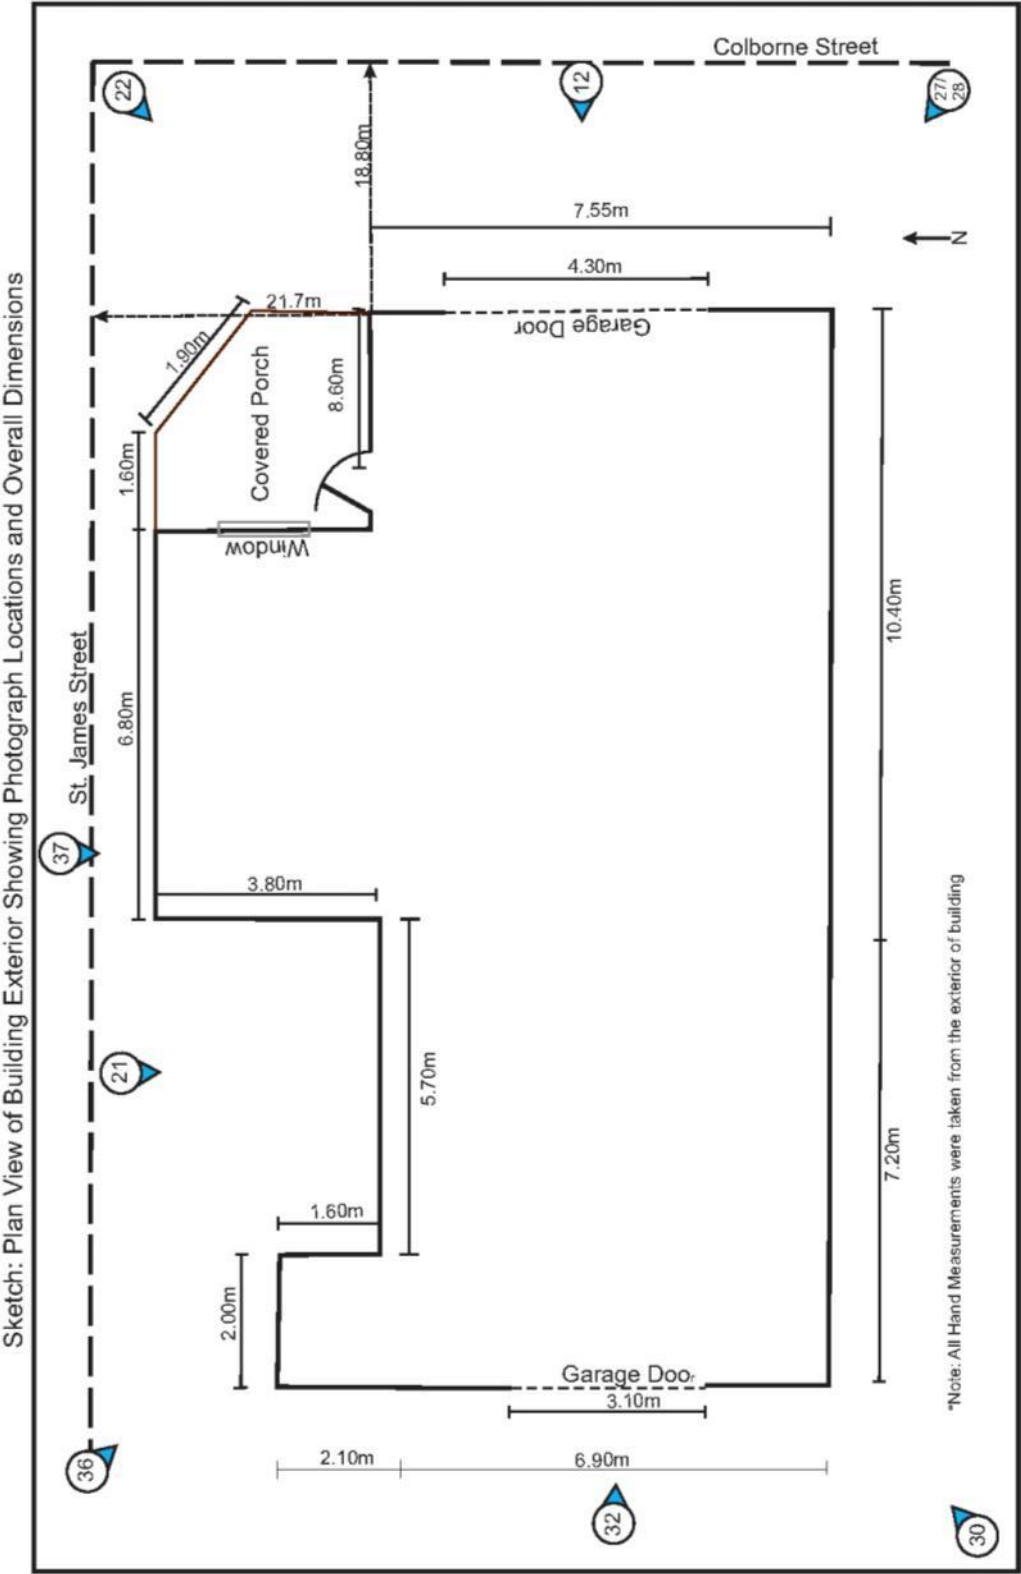 Sketch: Plan View of Building Exterior Showing Photograph Locations and Overall Dimensions
Colborne Street
22
12
27/
28
18.80m
7.55m
N
4.30m
21.7m
Garage Door
1.90m
Covered Porch
8.60m
1.60m
Window
St. James Street
6.80m
10.40m
37
3.80m
21
5.70m
7.20m
1.60m
2.00m
Garage Door
3.10m
36
2.10m
6.90m
32
30
*Note: All Hand Measurements were taken from the exterior of building